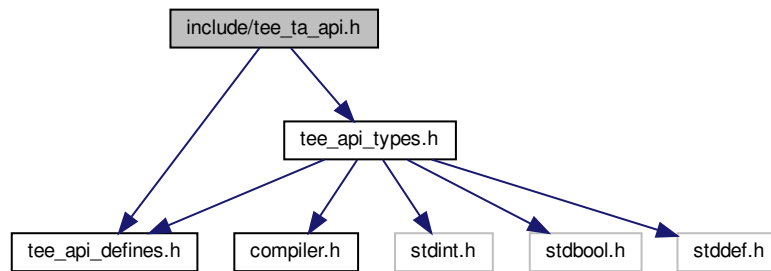 include/tee_ta_api.h
tee_api_types.h
tee_api_defines.h
compiler.h
stdint.h
stdbool.h
stddef.h